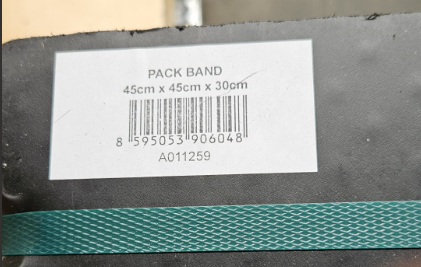 PACK BAND
45cm x 45cm x 30cm
8 595053 906048
A011259